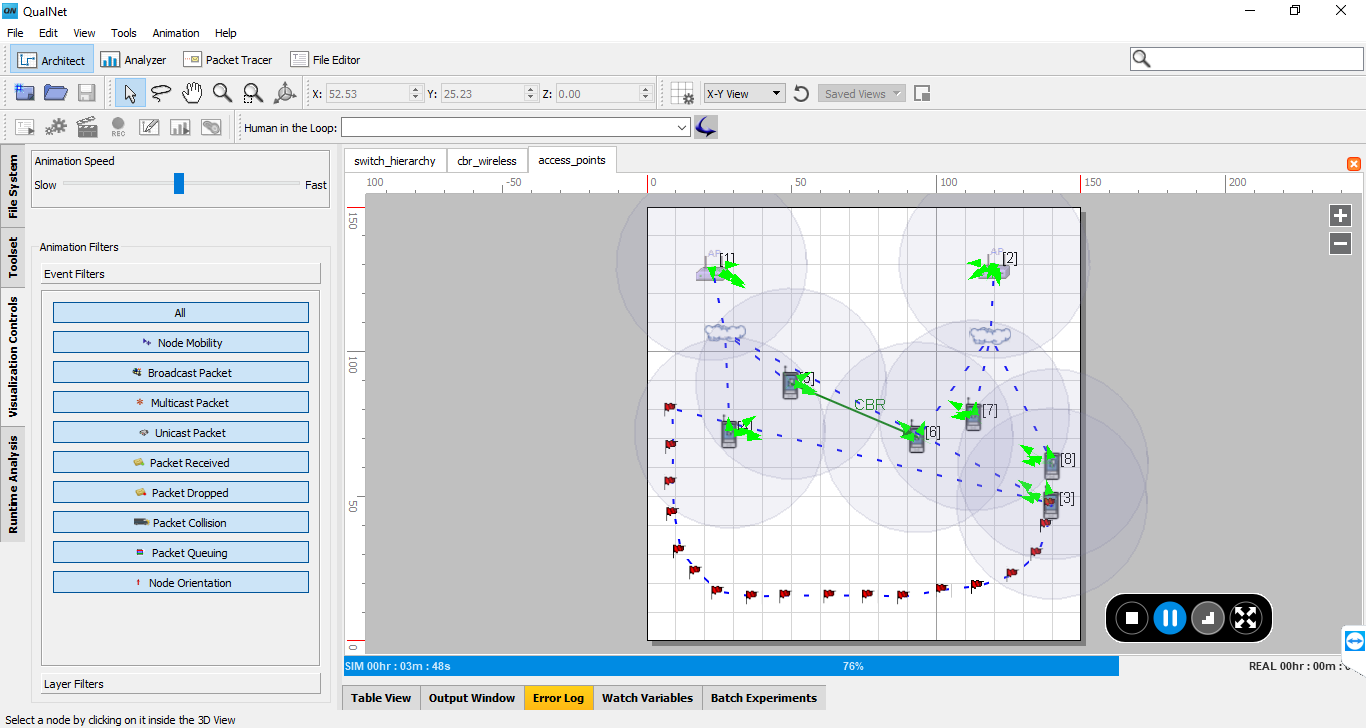 QualNet
File Edit View Tools Animation Help
Architect Analyzer Packet Tracer File Editor
X: 52.53 Y: 25.23 Z: 0.00 X-Y View Saved Views
REC Human in the Loop:
File System
Toolset
Visualization Controls
Runtime Analysis
Animation Speed
Slow Fast
Animation Filters
Event Filters
All
Node Mobility
Broadcast Packet
Multicast Packet
Unicast Packet
Packet Received
Packet Dropped
Packet Collision
Packet Queuing
Node Orientation
Layer Filters
switch_hierarchy cbr_wireless access_points
100 -50 0 50 100 150 200
150
100
50
0
AP [1]
AP [2]
CBR
[6]
[7]
[8]
[3]
SIM 00hr : 03m : 48s 76% REAL 00hr : 00m :
Table View Output Window Error Log Watch Variables Batch Experiments
Select a node by clicking on it inside the 3D View